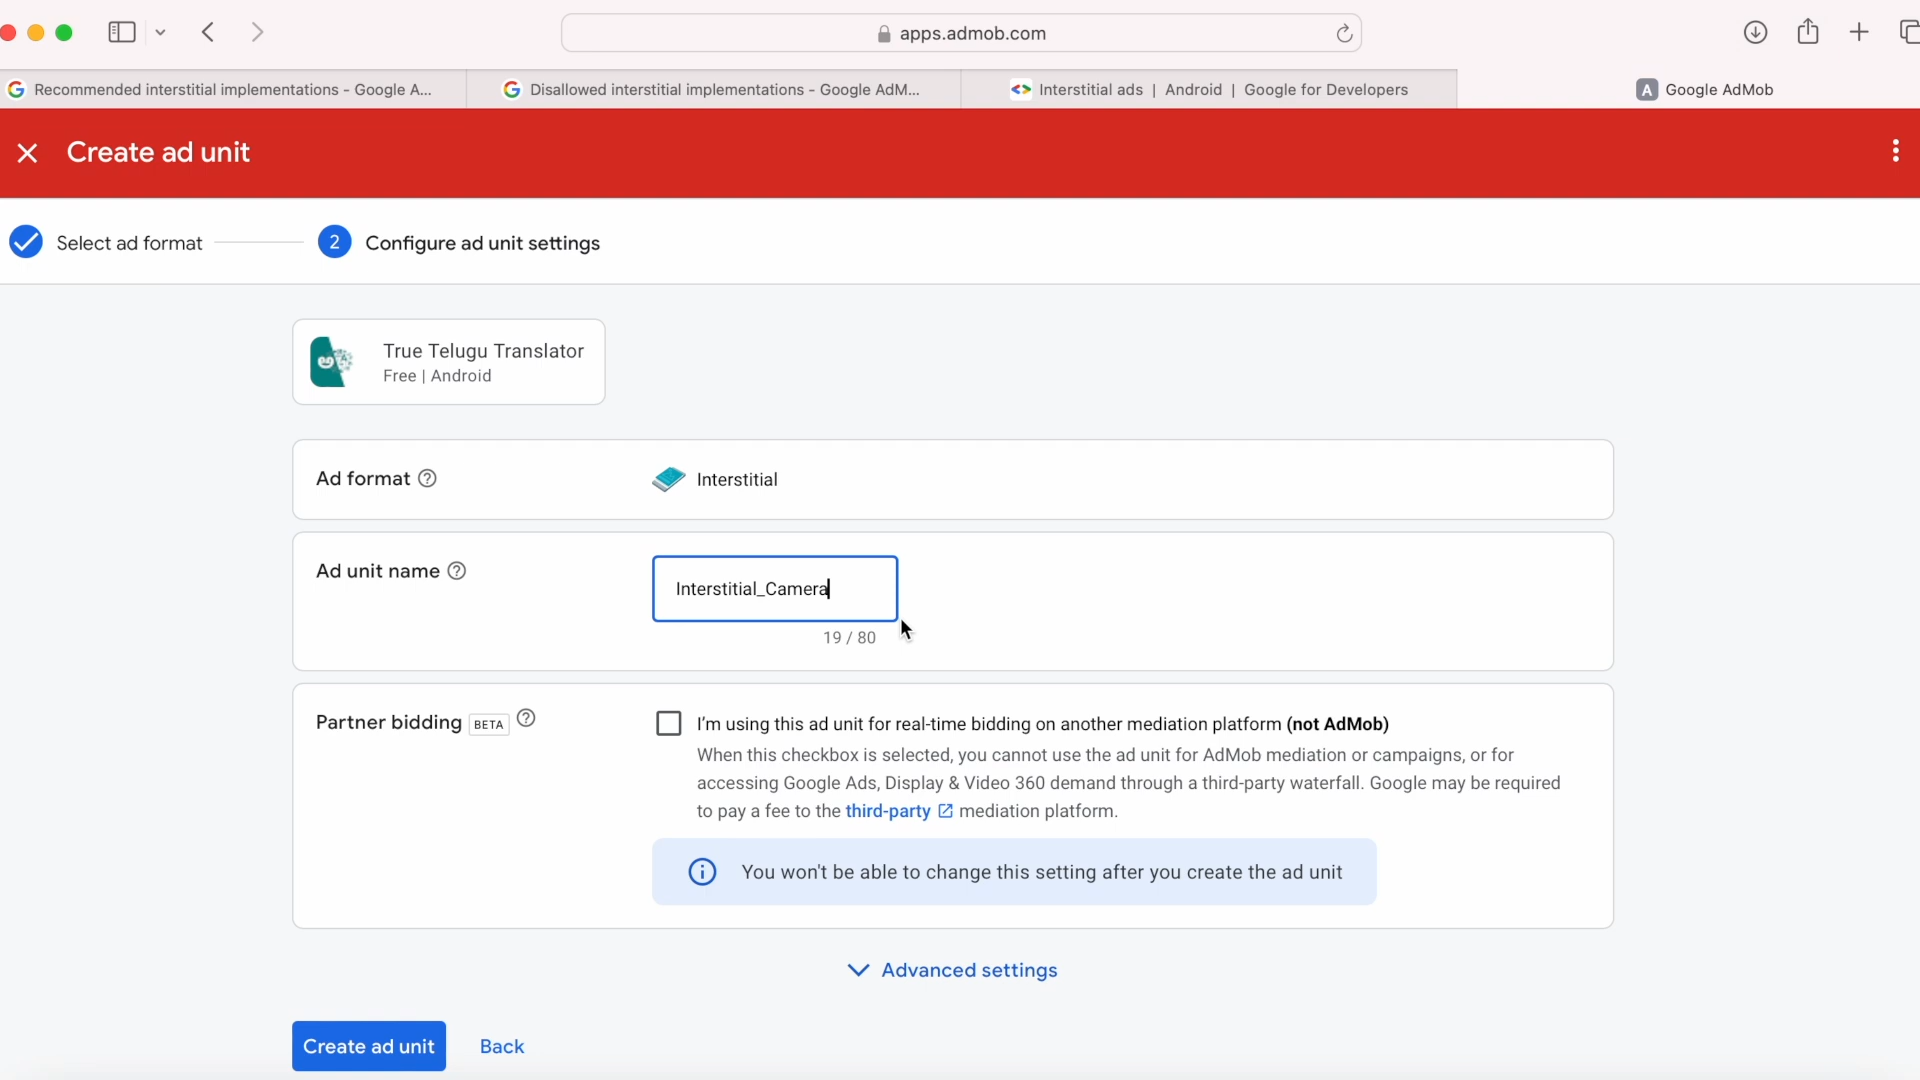 apps.admob.com
Recommended interstitial implementations - Google A...
Disallowed interstitial implementations - Google AdM...
Interstitial ads | Android | Google for Developers
A Google AdMob
Create ad unit
Select ad format
2 Configure ad unit settings
True Telugu Translator
Free | Android
Ad format
Interstitial
Ad unit name
Interstitial_Camera
19 / 80
Partner bidding BETA
I'm using this ad unit for real-time bidding on another mediation platform (not AdMob)
When this checkbox is selected, you cannot use the ad unit for AdMob mediation or campaigns, or for
accessing Google Ads, Display & Video 360 demand through a third-party waterfall. Google may be required
to pay a fee to the third-party mediation platform.
You won't be able to change this setting after you create the ad unit
Advanced settings
Create ad unit
Back